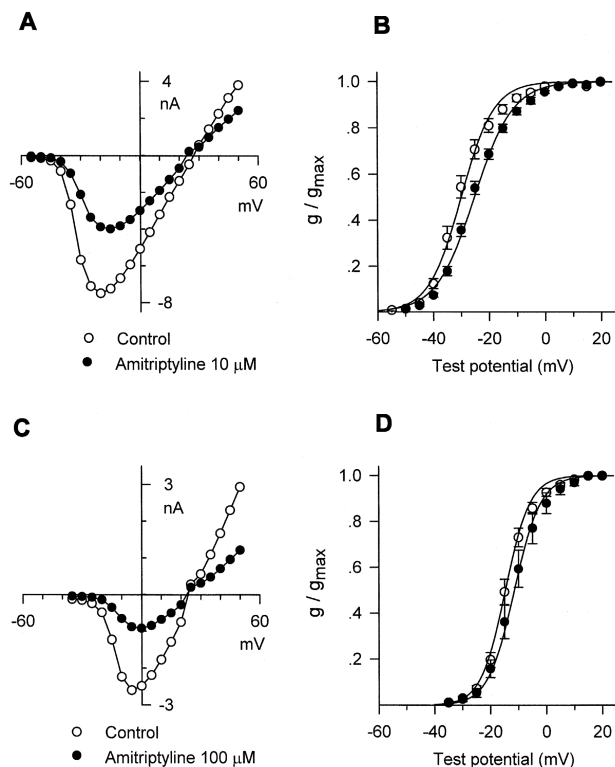 A
4
nA
-60
60
mV
-8
Control
Amitriptyline 10 μM
B
1.0
.8
.6
.4
.2
g / gmax
-60 -40 -20 0 20
Test potential (mV)
C
3
nA
-60
60
mV
-3
Control
Amitriptyline 100 μM
D
1.0
.8
.6
.4
.2
g / gmax
-60 -40 -20 0 20
Test potential (mV)